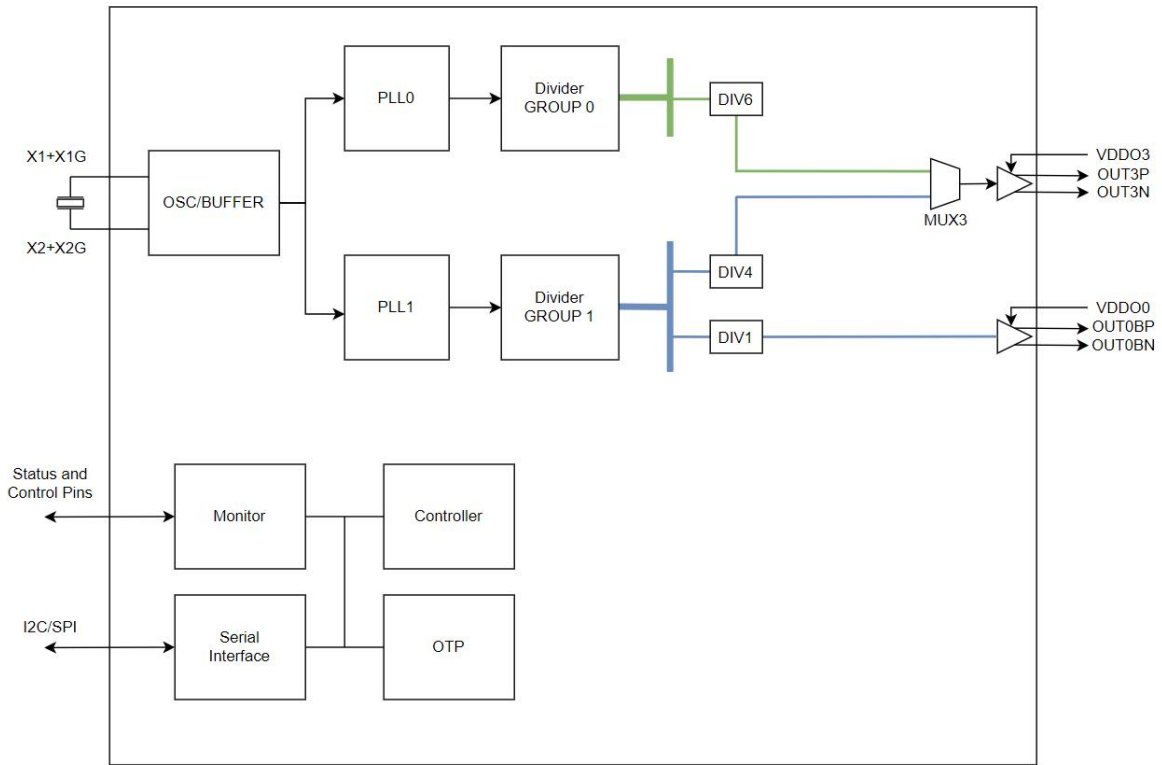 PLL0
Divider
GROUP 0
DIV6
X1+X1G
OSC/BUFFER
X2+X2G
VDDO3
OUT3P
OUT3N
MUX3
PLL1
Divider
GROUP 1
DIV4
DIV1
VDDO0
OUT0BP
OUT0BN
Status and
Control Pins
Monitor
Controller
I2C/SPI
Serial
Interface
OTP